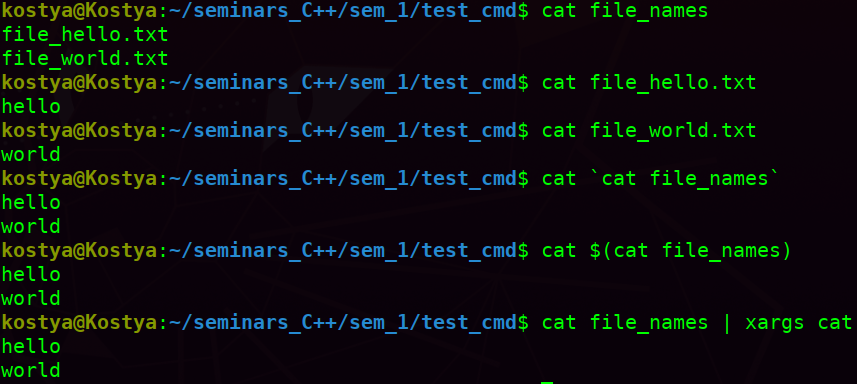 kostya@Kostya:~/seminars_C++/sem_1/test_cmd$ cat file_names
file_hello.txt
file_world.txt
kostya@Kostya:~/seminars_C++/sem_1/test_cmd$ cat file_hello.txt
hello
kostya@Kostya:~/seminars_C++/sem_1/test_cmd$ cat file_world.txt
world
kostya@Kostya:~/seminars_C++/sem_1/test_cmd$ cat `cat file_names`
hello
world
kostya@Kostya:~/seminars_C++/sem_1/test_cmd$ cat $(cat file_names)
hello
world
kostya@Kostya:~/seminars_C++/sem_1/test_cmd$ cat file_names | xargs cat
hello
world